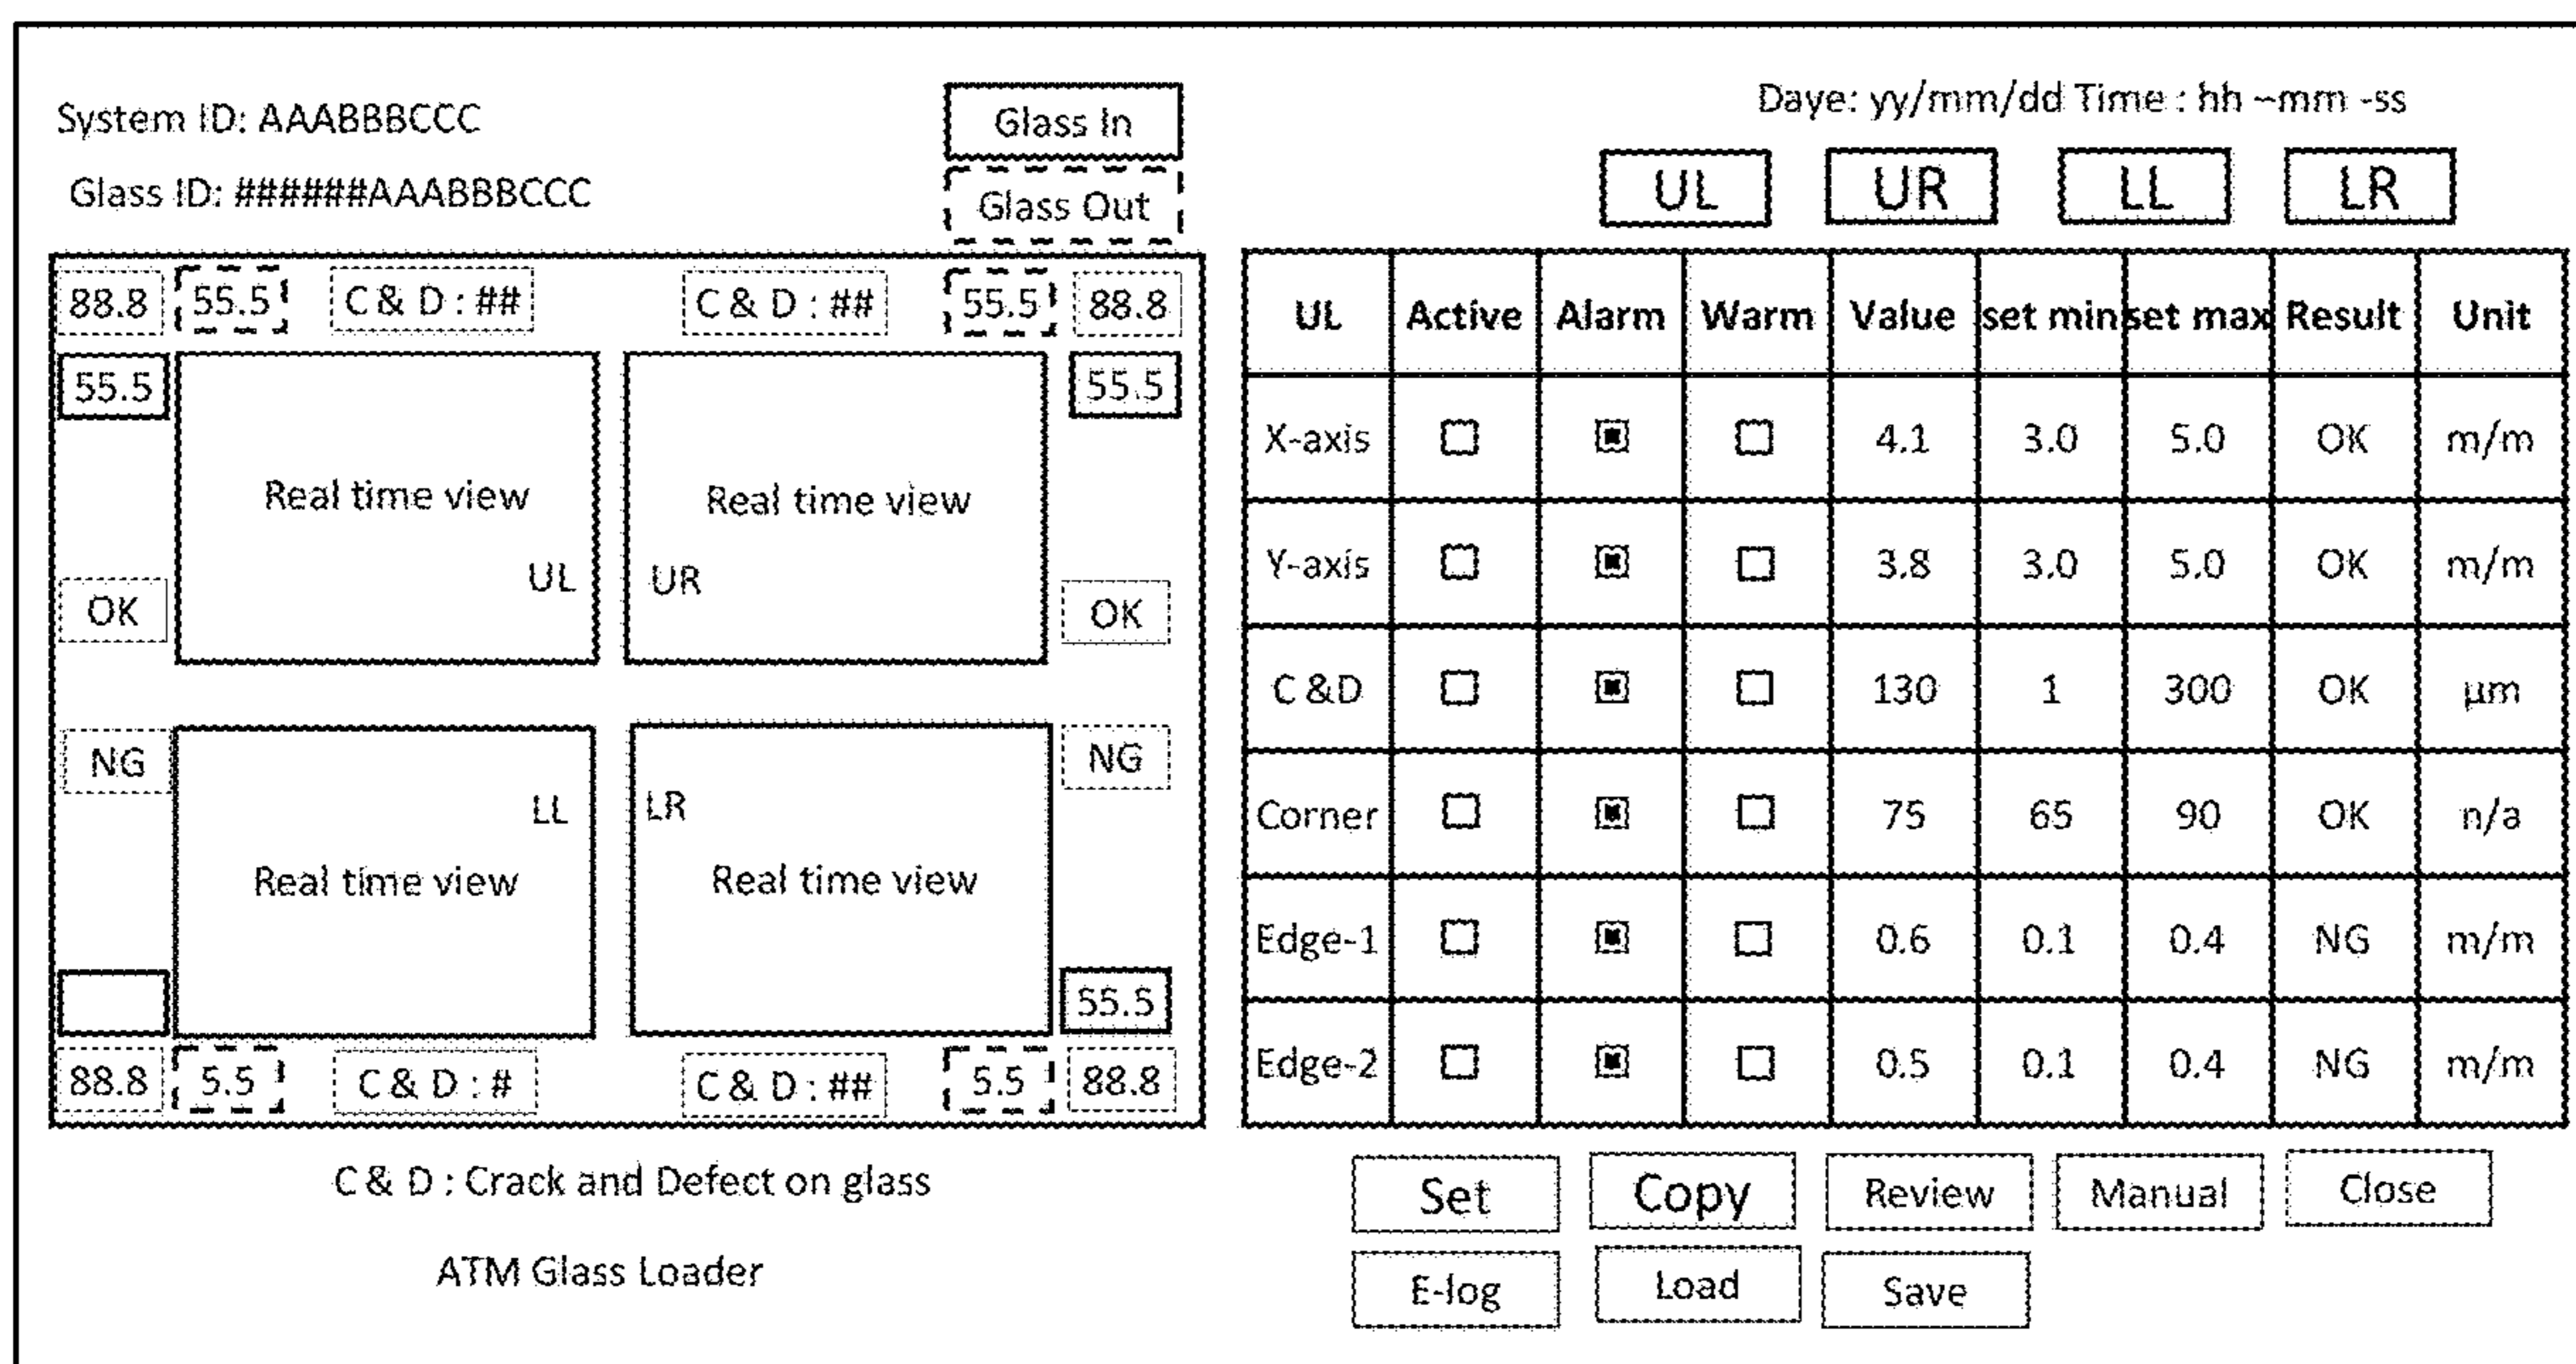 System ID: AAABBBCCC
Glass ID: ######AAABBBCCC
Glass In
Glass Out
Daye: yy/mm/dd Time : hh –mm -ss
UL UR LL LR
88.8 55.5 C & D : ## C & D : ## 55.5 88.8
55.5 55.5
Real time view Real time view
UL UR
OK OK
NG NG
LL LR
Real time view Real time view
55.5
88.8 5.5 C & D : # C & D : ## 5.5 88.8
C & D : Crack and Defect on glass
ATM Glass Loader
UL Active Alarm Warm Value set min set max Result Unit
X-axis 4.1 3.0 5.0 OK m/m
Y-axis 3.8 3.0 5.0 OK m/m
C &D 130 1 300 OK µm
Corner 75 65 90 OK n/a
Edge-1 0.6 0.1 0.4 NG m/m
Edge-2 0.5 0.1 0.4 NG m/m
Set Copy Review Manual Close
E-log Load Save